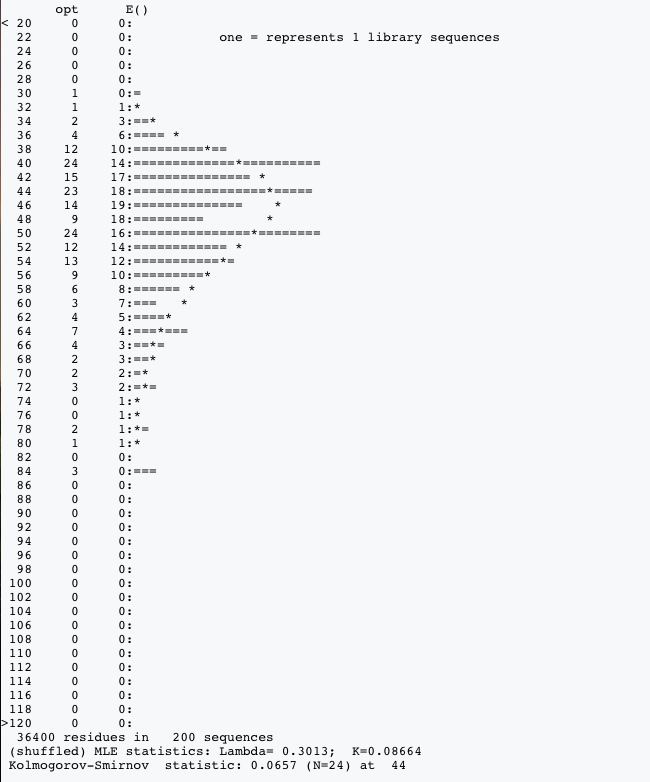 opt      E()
< 20     0     0:
  22     0     0:           one = represents 1 library sequences
  24     0     0:
  26     0     0:
  28     0     0:
  30     1     0:=
  32     1     1:*
  34     2     3:==*
  36     4     6:==== *
  38    12    10:=========*==
  40    24    14:=============*==========
  42    15    17:=============== *
  44    23    18:=================*=====
  46    14    19:==============    *
  48     9    18:=========        *
  50    24    16:===============*========
  52    12    14:============ *
  54    13    12:===========*=
  56     9    10:=========*
  58     6     8:====== *
  60     3     7:===   *
  62     4     5:====*
  64     7     4:===*===
  66     4     3:==*=
  68     2     3:==*
  70     2     2:=*
  72     3     2:=*=
  74     0     1:*
  76     0     1:*
  78     2     1:*=
  80     1     1:*
  82     0     0:
  84     3     0:===
  86     0     0:
  88     0     0:
  90     0     0:
  92     0     0:
  94     0     0:
  96     0     0:
  98     0     0:
 100     0     0:
 102     0     0:
 104     0     0:
 106     0     0:
 108     0     0:
 110     0     0:
 112     0     0:
 114     0     0:
 116     0     0:
 118     0     0:
>120     0     0:
  36400 residues in   200 sequences
 (shuffled) MLE statistics: Lambda= 0.3013;  K=0.08664
 Kolmogorov-Smirnov  statistic: 0.0657 (N=24) at  44